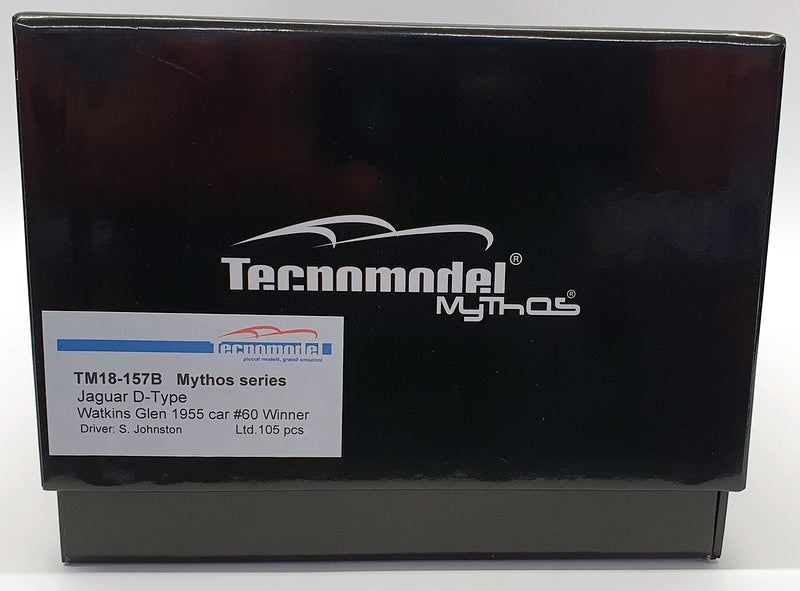 Tecnomodel®
Mythos®
Tecnomodel
piccoli modelli, grandi emozioni
TM18-157B Mythos series
Jaguar D-Type
Watkins Glen 1955 car #60 Winner
Driver: S. Johnston Ltd.105 pcs